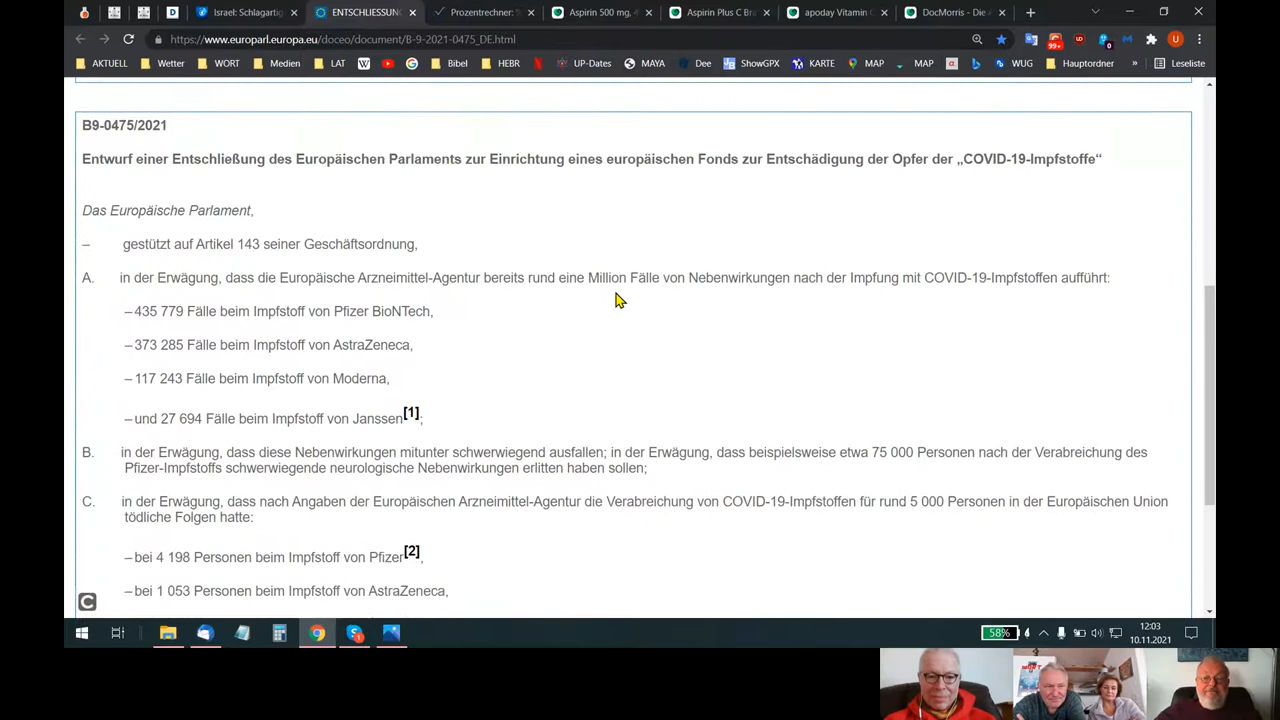 Israel: Schlagartig
ENTSCHLIESSUNG
Prozentrechner:
Aspirin 500 mg, 4
Aspirin Plus C Bra
apoday Vitamin C
DocMorris - Die A
https://www.europarl.europa.eu/doceo/document/B-9-2021-0475_DE.html
99+
0
U
AKTUELL
Wetter
WORT
Medien
LAT
Bibel
HEBR
UP-Dates
MAYA
Dee
ShowGPX
KARTE
MAP
MAP
WUG
Hauptordner
»
Leseliste
B9-0475/2021
Entwurf einer Entschließung des Europäischen Parlaments zur Einrichtung eines europäischen Fonds zur Entschädigung der Opfer der „COVID-19-Impfstoffe“
Das Europäische Parlament,
– gestützt auf Artikel 143 seiner Geschäftsordnung,
A. in der Erwägung, dass die Europäische Arzneimittel-Agentur bereits rund eine Million Fälle von Nebenwirkungen nach der Impfung mit COVID-19-Impfstoffen aufführt:
– 435 779 Fälle beim Impfstoff von Pfizer BioNTech,
– 373 285 Fälle beim Impfstoff von AstraZeneca,
– 117 243 Fälle beim Impfstoff von Moderna,
– und 27 694 Fälle beim Impfstoff von Janssen[1];
B. in der Erwägung, dass diese Nebenwirkungen mitunter schwerwiegend ausfallen; in der Erwägung, dass beispielsweise etwa 75 000 Personen nach der Verabreichung des
Pfizer-Impfstoffs schwerwiegende neurologische Nebenwirkungen erlitten haben sollen;
C. in der Erwägung, dass nach Angaben der Europäischen Arzneimittel-Agentur die Verabreichung von COVID-19-Impfstoffen für rund 5 000 Personen in der Europäischen Union
tödliche Folgen hatte:
– bei 4 198 Personen beim Impfstoff von Pfizer[2],
– bei 1 053 Personen beim Impfstoff von AstraZeneca,
58%
12:03
10.11.2021